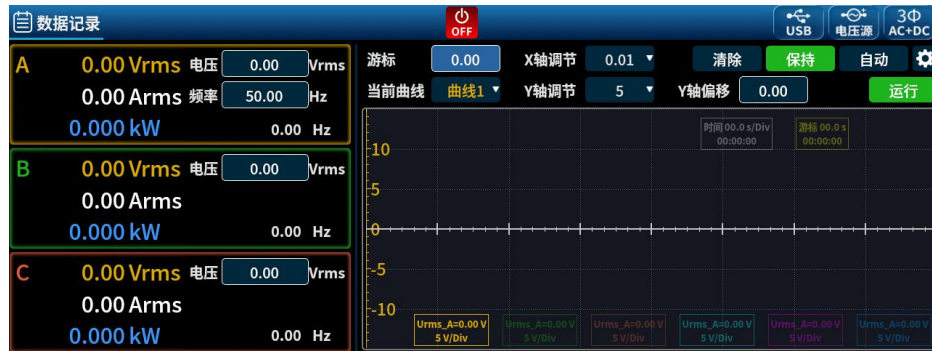 数据记录
OFF
USB
电压源
3Φ
AC+DC
A
0.00 Vrms 电压 0.00 Vrms
0.00 Arms 频率 50.00 Hz
0.000 kW 0.00 Hz
B
0.00 Vrms 电压 0.00 Vrms
0.00 Arms
0.000 kW 0.00 Hz
C
0.00 Vrms 电压 0.00 Vrms
0.00 Arms
0.000 kW 0.00 Hz
游标 0.00 X轴调节 0.01 清除 保持 自动
当前曲线 曲线1 Y轴调节 5 Y轴偏移 0.00 运行
时间 00.0 s/Div
00:00:00
游标 00.0 s
00:00:00
10
5
0
-5
-10
Urms_A=0.00 V
5 V/Div
Urms_A=0.00 V
5 V/Div
Urms_A=0.00 V
5 V/Div
Urms_A=0.00 V
5 V/Div
Urms_A=0.00 V
5 V/Div
Urms_A=0.00 V
5 V/Div